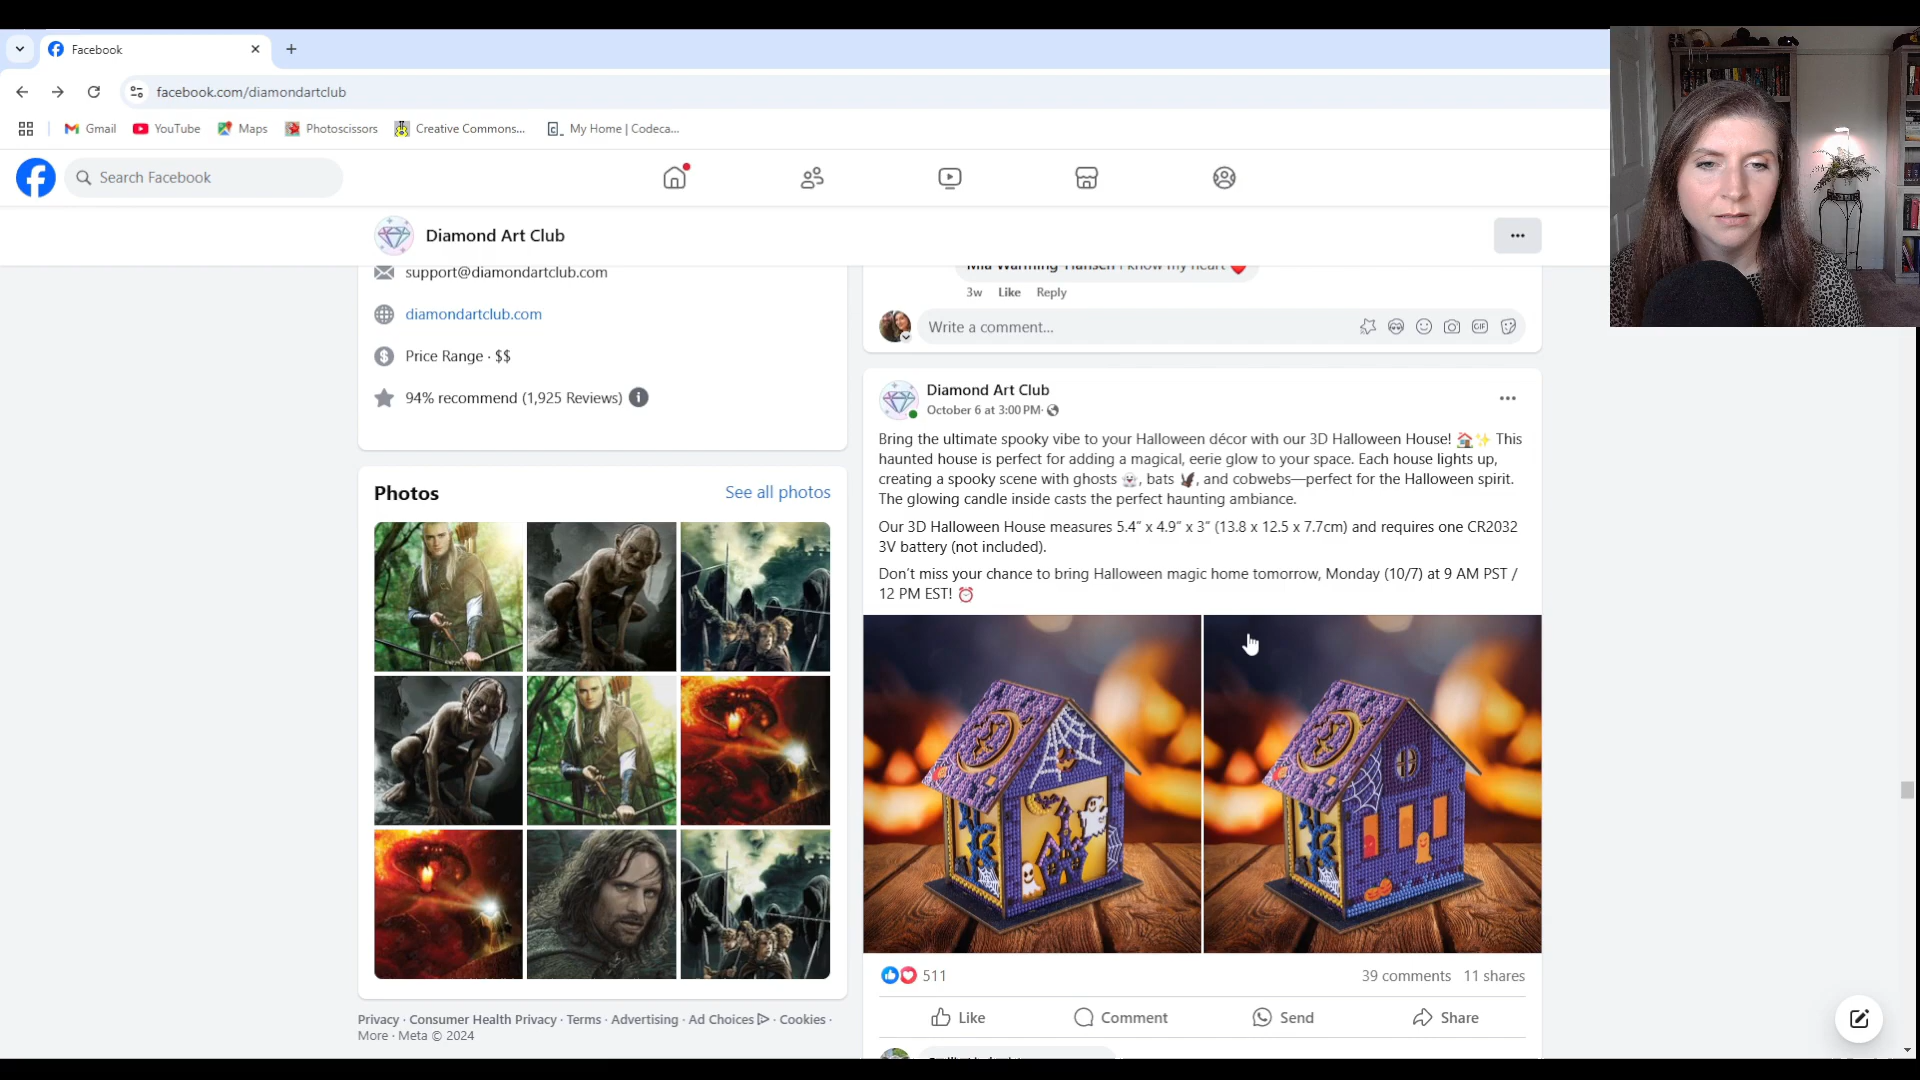 Facebook
facebook.com/diamondartclub
Gmail
YouTube
Maps
Photoscissors
Creative Commons...
My Home | Codeca...
Search Facebook
Diamond Art Club
support@diamondartclub.com
diamondartclub.com
Price Range · $$
94% recommend (1,925 Reviews)
Photos
See all photos
Privacy · Consumer Health Privacy · Terms · Advertising · Ad Choices · Cookies ·
More · Meta © 2024
Mia Warming Hansen I know my heart
3w Like Reply
Write a comment...
GIF
Diamond Art Club
October 6 at 3:00 PM ·
Bring the ultimate spooky vibe to your Halloween décor with our 3D Halloween House! 🏠✨ This
haunted house is perfect for adding a magical, eerie glow to your space. Each house lights up,
creating a spooky scene with ghosts 👻, bats 🦇, and cobwebs—perfect for the Halloween spirit.
The glowing candle inside casts the perfect haunting ambiance.
Our 3D Halloween House measures 5.4” x 4.9” x 3” (13.8 x 12.5 x 7.7cm) and requires one CR2032
3V battery (not included).
Don’t miss your chance to bring Halloween magic home tomorrow, Monday (10/7) at 9 AM PST /
12 PM EST! ⏰
511
39 comments 11 shares
Like
Comment
Send
Share